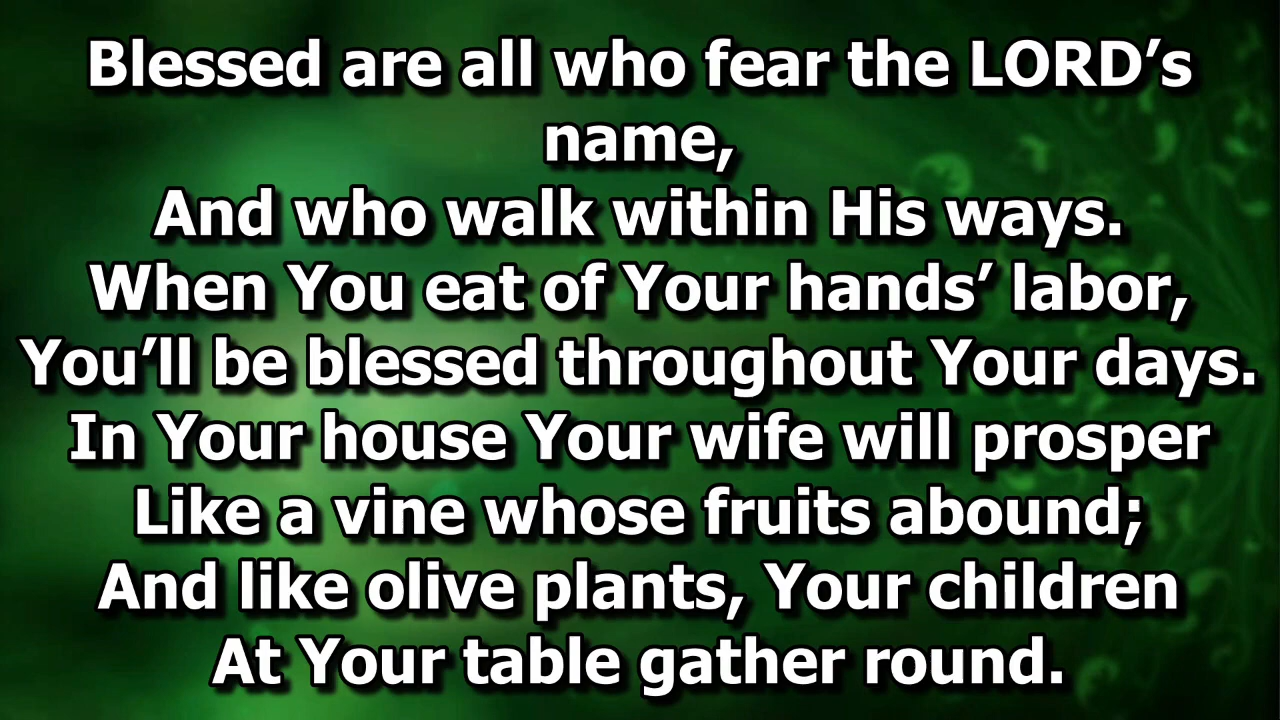 Blessed are all who fear the LORD’s
name,
And who walk within His ways.
When You eat of Your hands’ labor,
You’ll be blessed throughout Your days.
In Your house Your wife will prosper
Like a vine whose fruits abound;
And like olive plants, Your children
At Your table gather round.